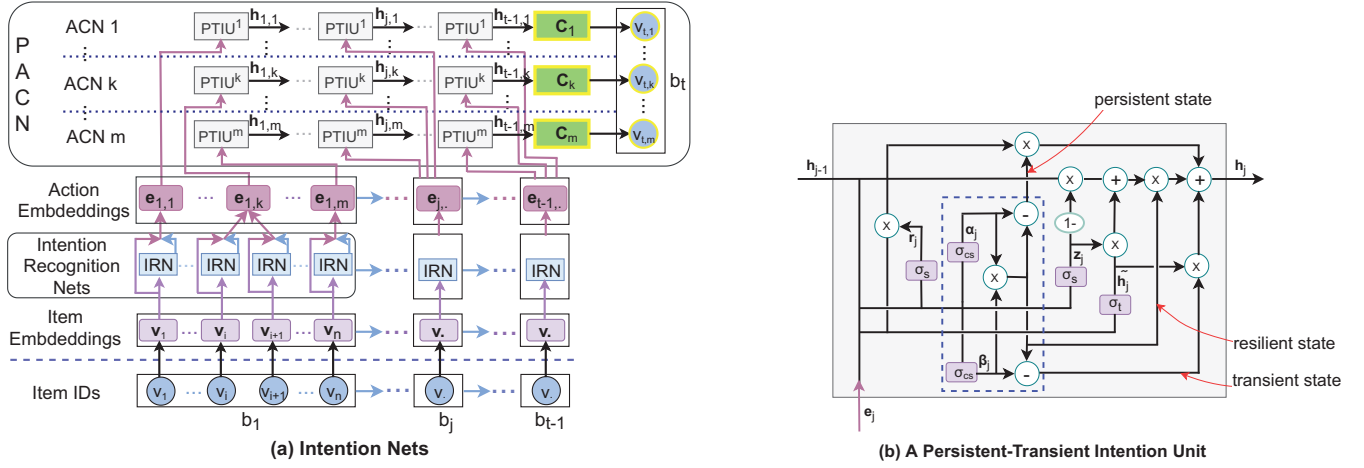 P
A
C
N
ACN 1
PTIU¹ h1,1 ... PTIU¹ hj,1 ... PTIU¹ ht-1,1 C1 vt,1
ACN k
PTIUᵏ h1,k ... PTIUᵏ hj,k ... PTIUᵏ ht-1,k Ck vt,k bt
ACN m
PTIUᵐ h1,m ... PTIUᵐ hj,m ... PTIUᵐ ht-1,m Cm vt,m
Action
Embdeddings
e1,1 ... e1,k ... e1,m ... ej,. ... et-1,.
Intention
Recognition
Nets
IRN IRN IRN IRN IRN IRN
Item
Embeddings
v1 ... vi vi+1 ... vn ... v. ... v.
Item IDs
v1 ... vi vi+1 ... vn ... v. ... v.
b1 bj bt-1
(a) Intention Nets
persistent state
hj-1 x x + x + hj
x rj σs
αj σcs - x
1- zj σs x h̃j σt x
βj σcs -
resilient state
transient state
ej
(b) A Persistent-Transient Intention Unit